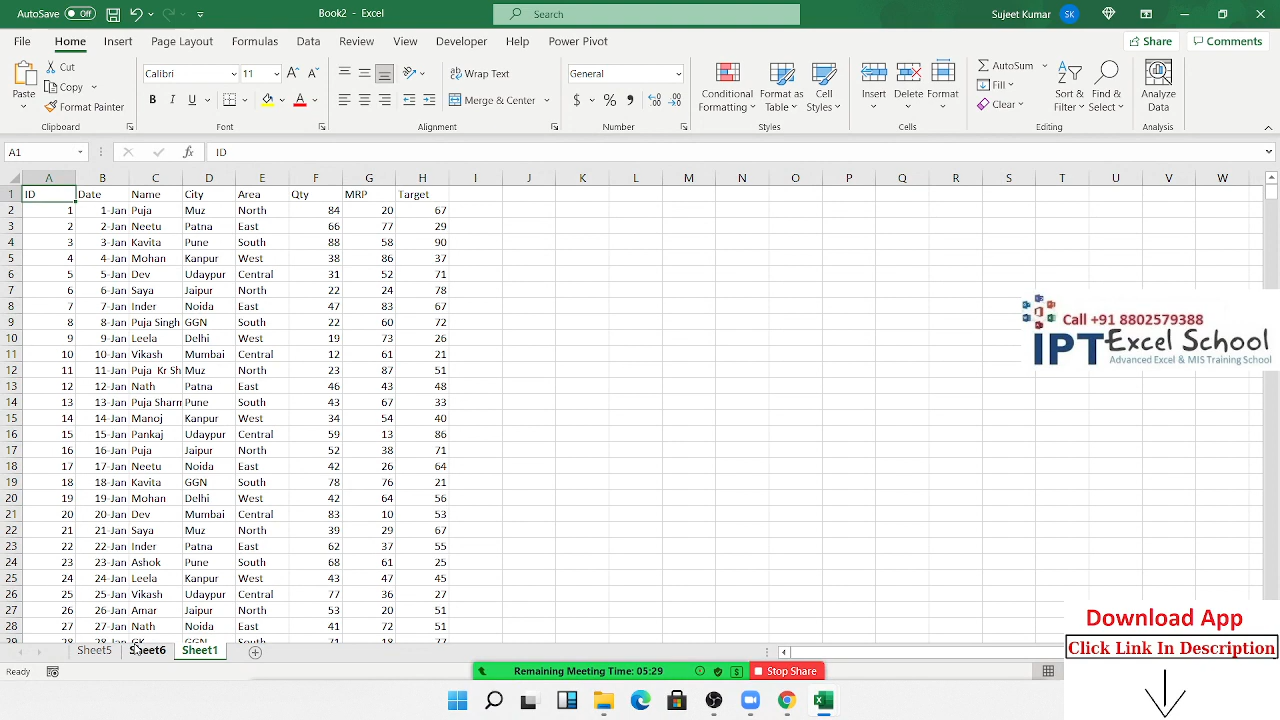 AutoSave Off Book2 - Excel Search Sujeet Kumar SK
File Home Insert Page Layout Formulas Data Review View Developer Help Power Pivot Share Comments
Cut Calibri 11 Wrap Text General AutoSum
Copy Fill
Paste Format Painter B I U Merge & Center $ % 9 Conditional Formatting Format as Table Cell Styles Insert Delete Format Clear Sort & Filter Find & Select Analyze Data
Clipboard Font Alignment Number Styles Cells Editing Analysis
A1 fx ID
A B C D E F G H I J K L M N O P Q R S T U V W
1 ID Date Name City Area Qty MRP Target
2 1 1-Jan Puja Muz North 84 20 67
3 2 2-Jan Neetu Patna East 66 77 29
4 3 3-Jan Kavita Pune South 88 58 90
5 4 4-Jan Mohan Kanpur West 38 86 37
6 5 5-Jan Dev Udaypur Central 31 52 71
7 6 6-Jan Saya Jaipur North 22 24 78
8 7 7-Jan Inder Noida East 47 83 67
9 8 8-Jan Puja Singh GGN South 22 60 72
10 9 9-Jan Leela Delhi West 19 73 26
11 10 10-Jan Vikash Mumbai Central 12 61 21
12 11 11-Jan Puja Kr Sh Muz North 23 87 51
13 12 12-Jan Nath Patna East 46 43 48
14 13 13-Jan Puja Sharm Pune South 43 67 33
15 14 14-Jan Manoj Kanpur West 34 54 40
16 15 15-Jan Pankaj Udaypur Central 59 13 86
17 16 16-Jan Puja Jaipur North 52 38 71
18 17 17-Jan Neetu Noida East 42 26 64
19 18 18-Jan Kavita GGN South 78 76 21
20 19 19-Jan Mohan Delhi West 42 64 56
21 20 20-Jan Dev Mumbai Central 83 10 53
22 21 21-Jan Saya Muz North 39 29 67
23 22 22-Jan Inder Patna East 62 37 55
24 23 23-Jan Ashok Pune South 68 61 25
25 24 24-Jan Leela Kanpur West 43 47 45
26 25 25-Jan Vikash Udaypur Central 77 36 27
27 26 26-Jan Amar Jaipur North 53 20 51
28 27 27-Jan Nath Noida East 41 72 51
29 28 28-Jan GK GGN South 71 18 77
Call +91 8802579388
IPT Excel School
Advanced Excel & MIS Training School
Download App
Click Link In Description
Sheet5 Sheet6 Sheet1
Ready Remaining Meeting Time: 05:29 Stop Share